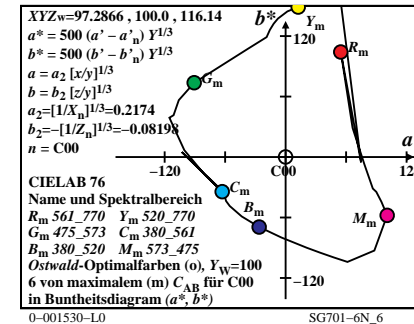 XYZw=97.2866, 100.0, 116.14
a* = 500 (a' – a'n) Y1/3
b* = 500 (b' – b'n) Y1/3
a = a2 [x/y]1/3
b = b2 [z/y]1/3
a2=[1/Xn]1/3=0.2174
b2=–[1/Zn]1/3=–0.08198
n = C00
b*
Ym
120
Rm
Gm
a
–120
C00
12
CIELAB 76
Name und Spektralbereich
Rm 561_770 Ym 520_770
Gm 475_573 Cm 380_561
Bm 380_520 Mm 573_475
Ostwald-Optimalfarben (o), YW=100
6 von maximalem (m) CAB für C00
in Buntheitsdiagram (a*, b*)
Cm
Bm
Mm
–120
0–001530–L0
SG701–6N_6